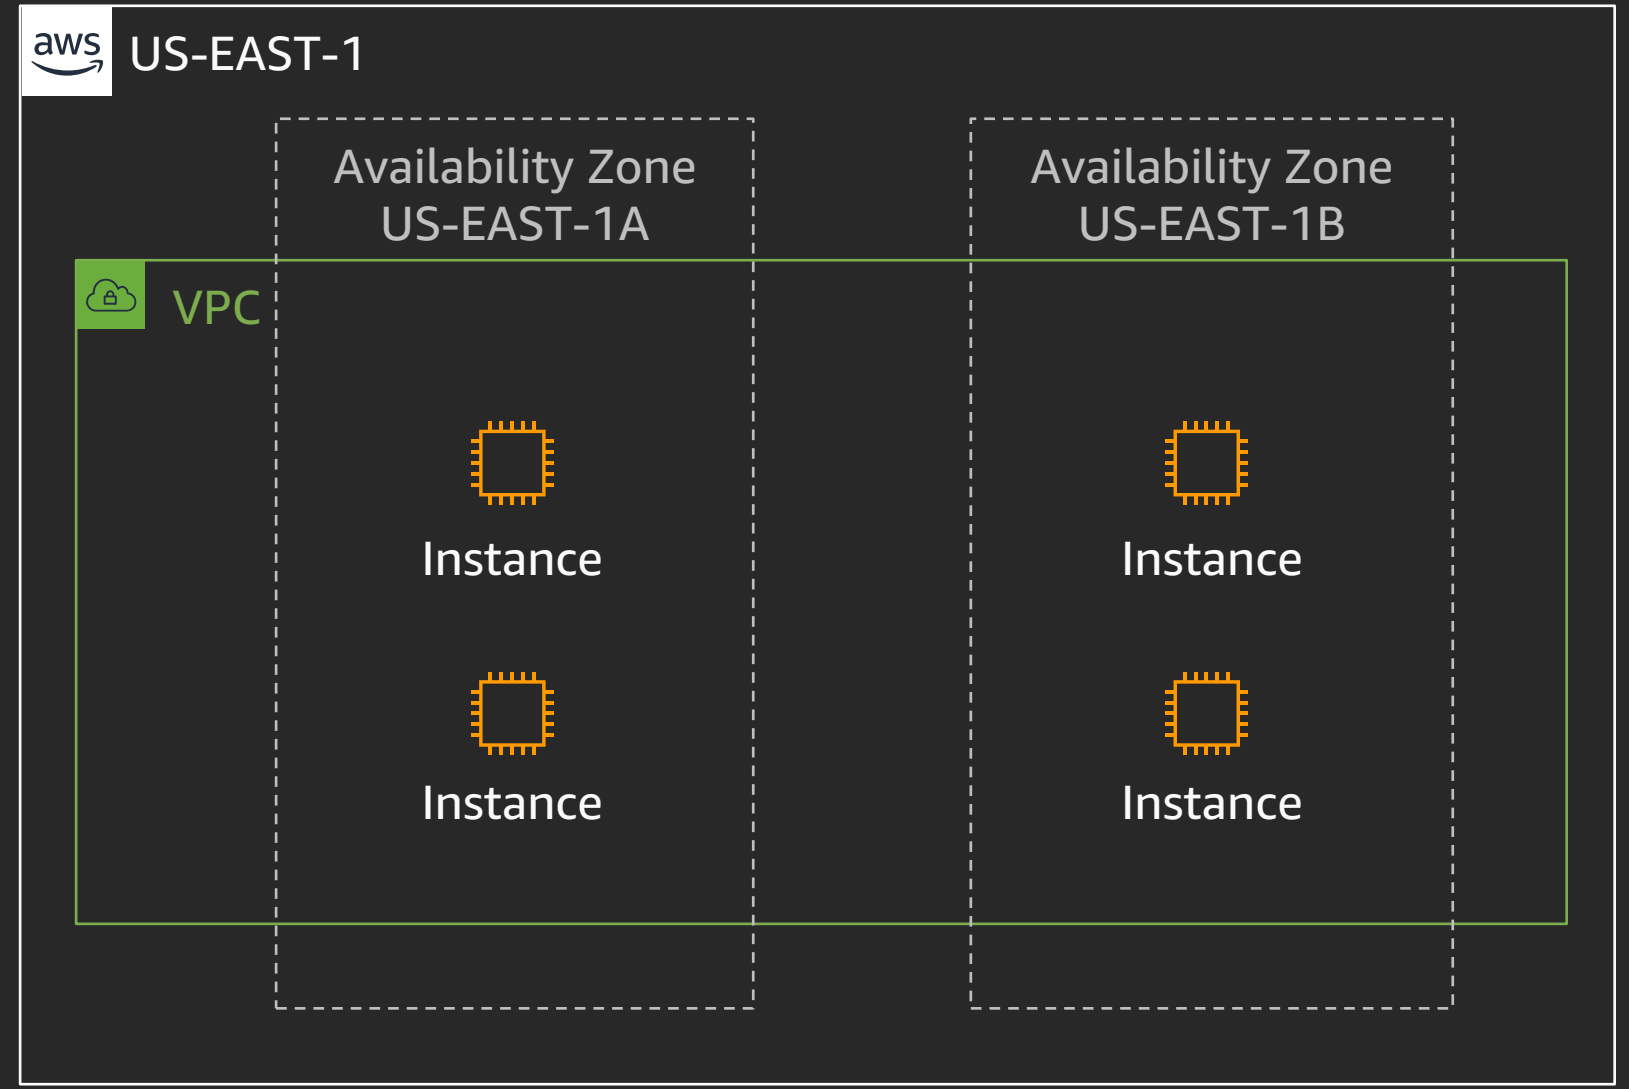 aws
US-EAST-1
Availability Zone
US-EAST-1A
Availability Zone
US-EAST-1B
VPC
Instance
Instance
Instance
Instance